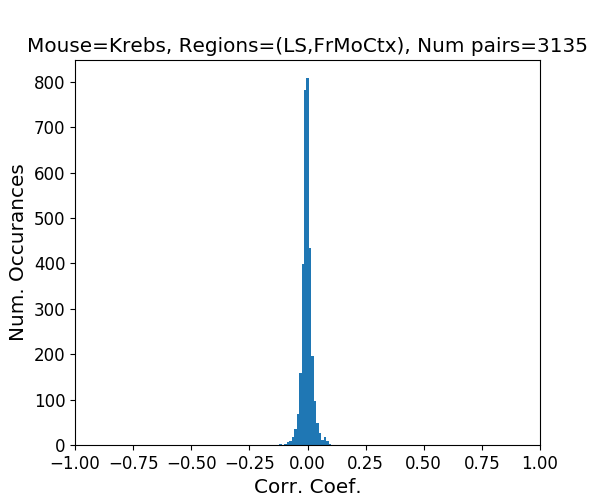 Mouse=Krebs, Regions=(LS,FrMoCtx), Num pairs=3135
Num. Occurances
800
700
600
500
400
300
200
100
0
−1.00 −0.75 −0.50 −0.25 0.00 0.25 0.50 0.75 1.00
Corr. Coef.